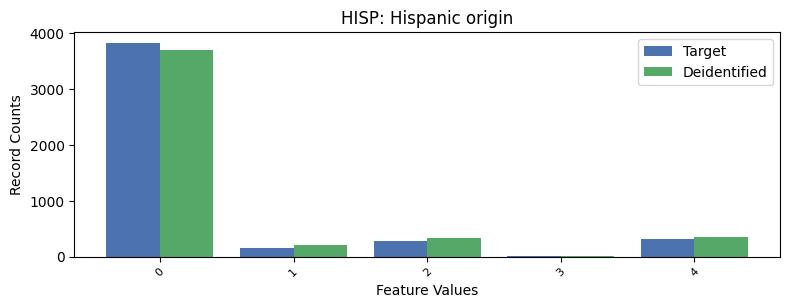 HISP: Hispanic origin
Target
Deidentified
Record Counts
4000
3000
2000
1000
0
0 1 2 3 4
Feature Values